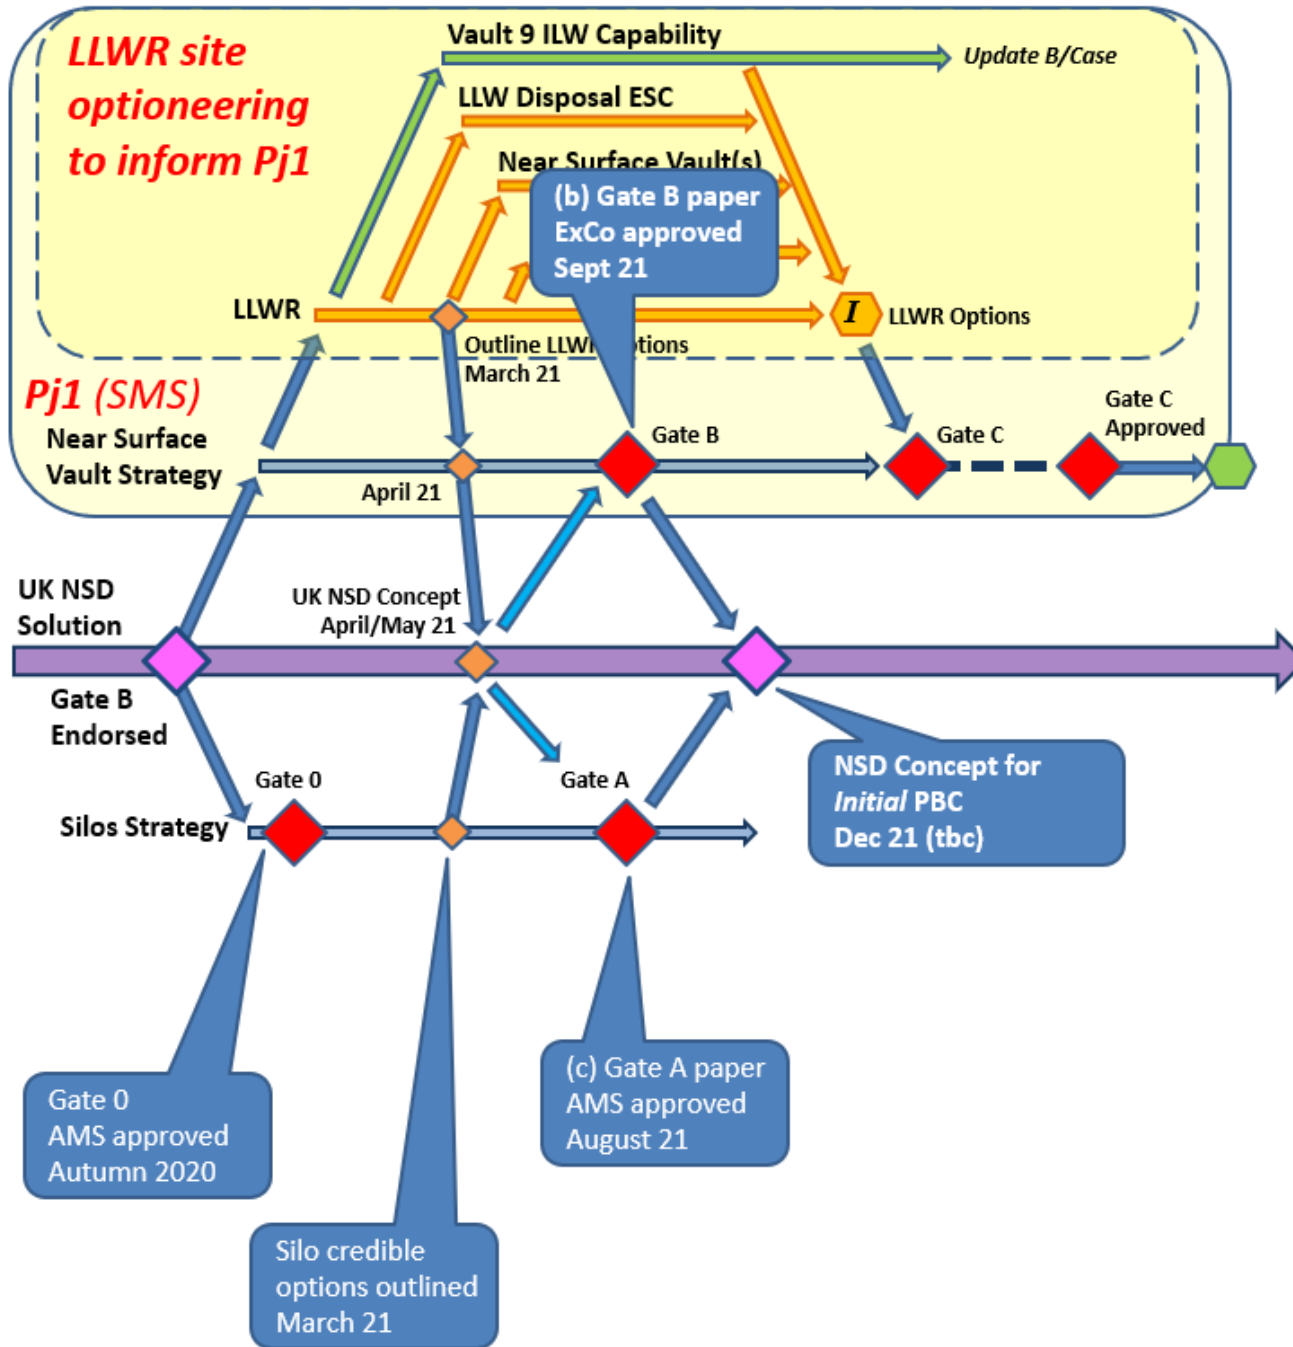 LLWR site
optioneering
to inform Pj1
Vault 9 ILW Capability
Update B/Case
LLW Disposal ESC
Near Surface Vault(s)
(b) Gate B paper
ExCo approved
Sept 21
LLWR
I
LLWR Options
Outline LLWR Options
March 21
Pj1 (SMS)
Near Surface
Vault Strategy
April 21
Gate B
Gate C
Gate C
Approved
UK NSD
Solution
UK NSD Concept
April/May 21
Gate B
Endorsed
Gate 0
Gate A
Silos Strategy
NSD Concept for
Initial PBC
Dec 21 (tbc)
Gate 0
AMS approved
Autumn 2020
(c) Gate A paper
AMS approved
August 21
Silo credible
options outlined
March 21